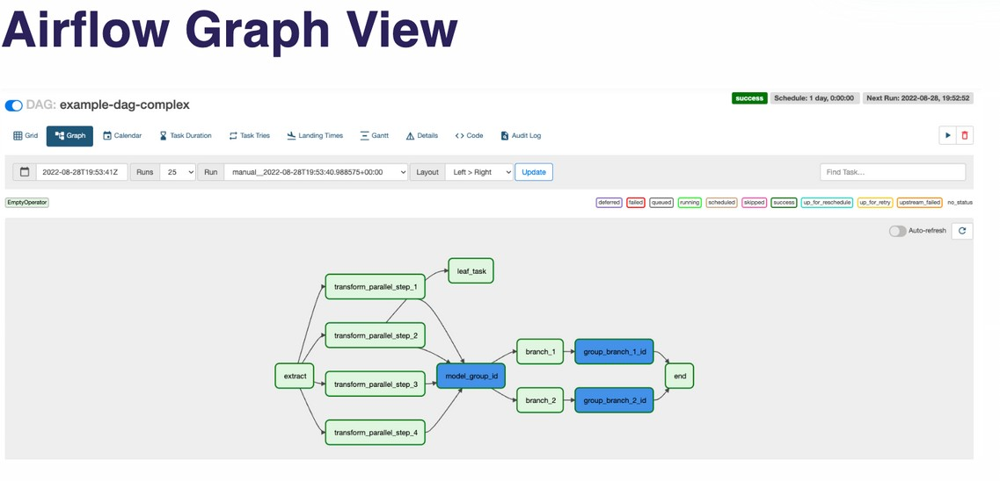 Airflow Graph View
DAG: example-dag-complex
success Schedule: 1 day, 0:00:00 Next Run: 2022-08-28, 19:52:52
Grid Graph Calendar Task Duration Task Tries Landing Times Gantt Details <> Code Audit Log
2022-08-28T19:53:41Z Runs 25 Run manual__2022-08-28T19:53:40.988575+00:00 Layout Left > Right Update Find Task...
EmptyOperator deferred failed queued running scheduled skipped success up_for_reschedule up_for_retry upstream_failed no_status
Auto-refresh
leaf_task
transform_parallel_step_1
transform_parallel_step_2
branch_1 group_branch_1_id
extract model_group_id end
transform_parallel_step_3
branch_2 group_branch_2_id
transform_parallel_step_4